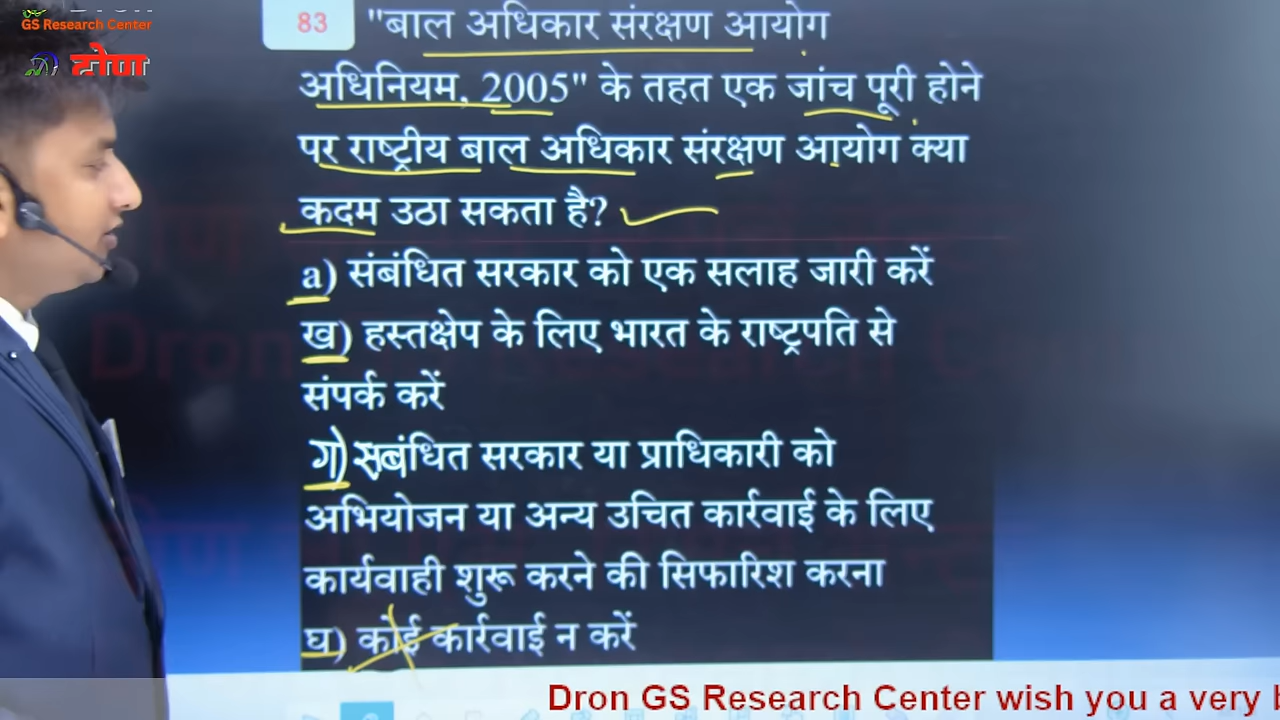 GS Research Center
द्रोण
83
"बाल अधिकार संरक्षण आयोग
अधिनियम, 2005" के तहत एक जांच पूरी होने
पर राष्ट्रीय बाल अधिकार संरक्षण आयोग क्या
कदम उठा सकता है?
a) संबंधित सरकार को एक सलाह जारी करें
ख) हस्तक्षेप के लिए भारत के राष्ट्रपति से
संपर्क करें
ग) सबंधित सरकार या प्राधिकारी को
अभियोजन या अन्य उचित कार्रवाई के लिए
कार्यवाही शुरू करने की सिफारिश करना
घ) कोई कार्रवाई न करें
Dron GS Research Center wish you a very